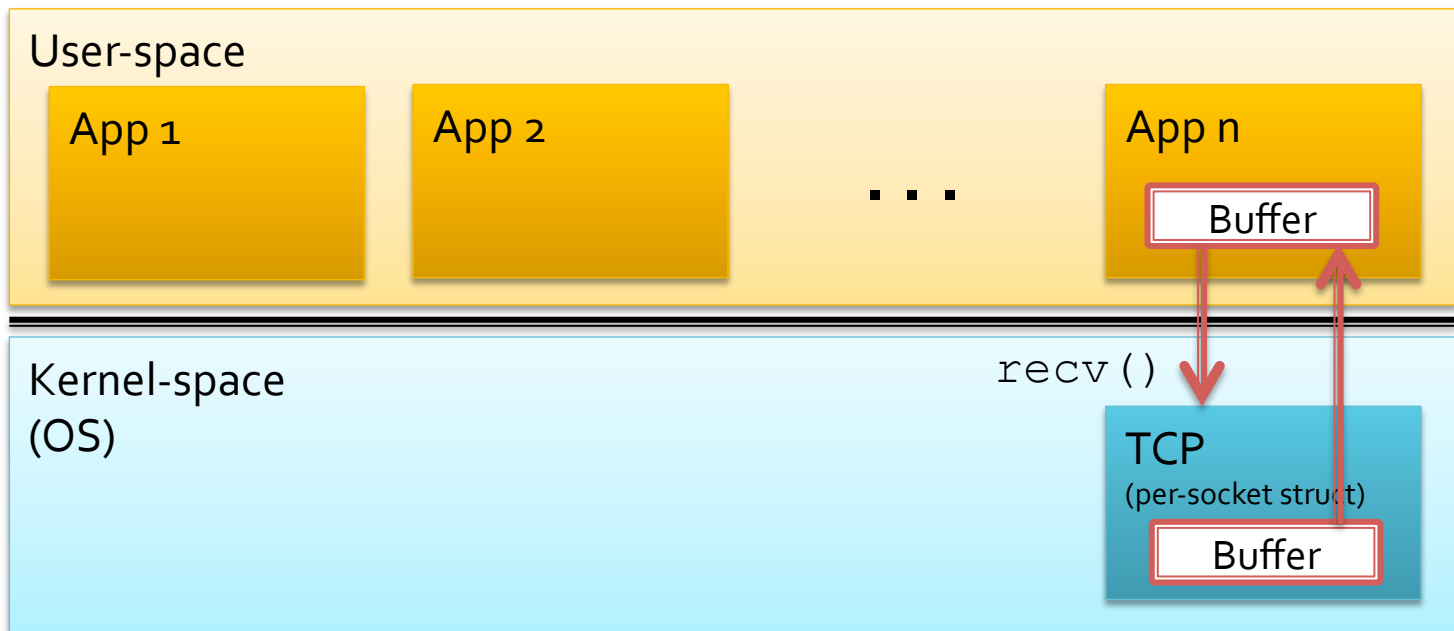 User-space
App 1
App 2
. . .
App n
Buffer
Kernel-space
(OS)
recv()
TCP
(per-socket struct)
Buffer